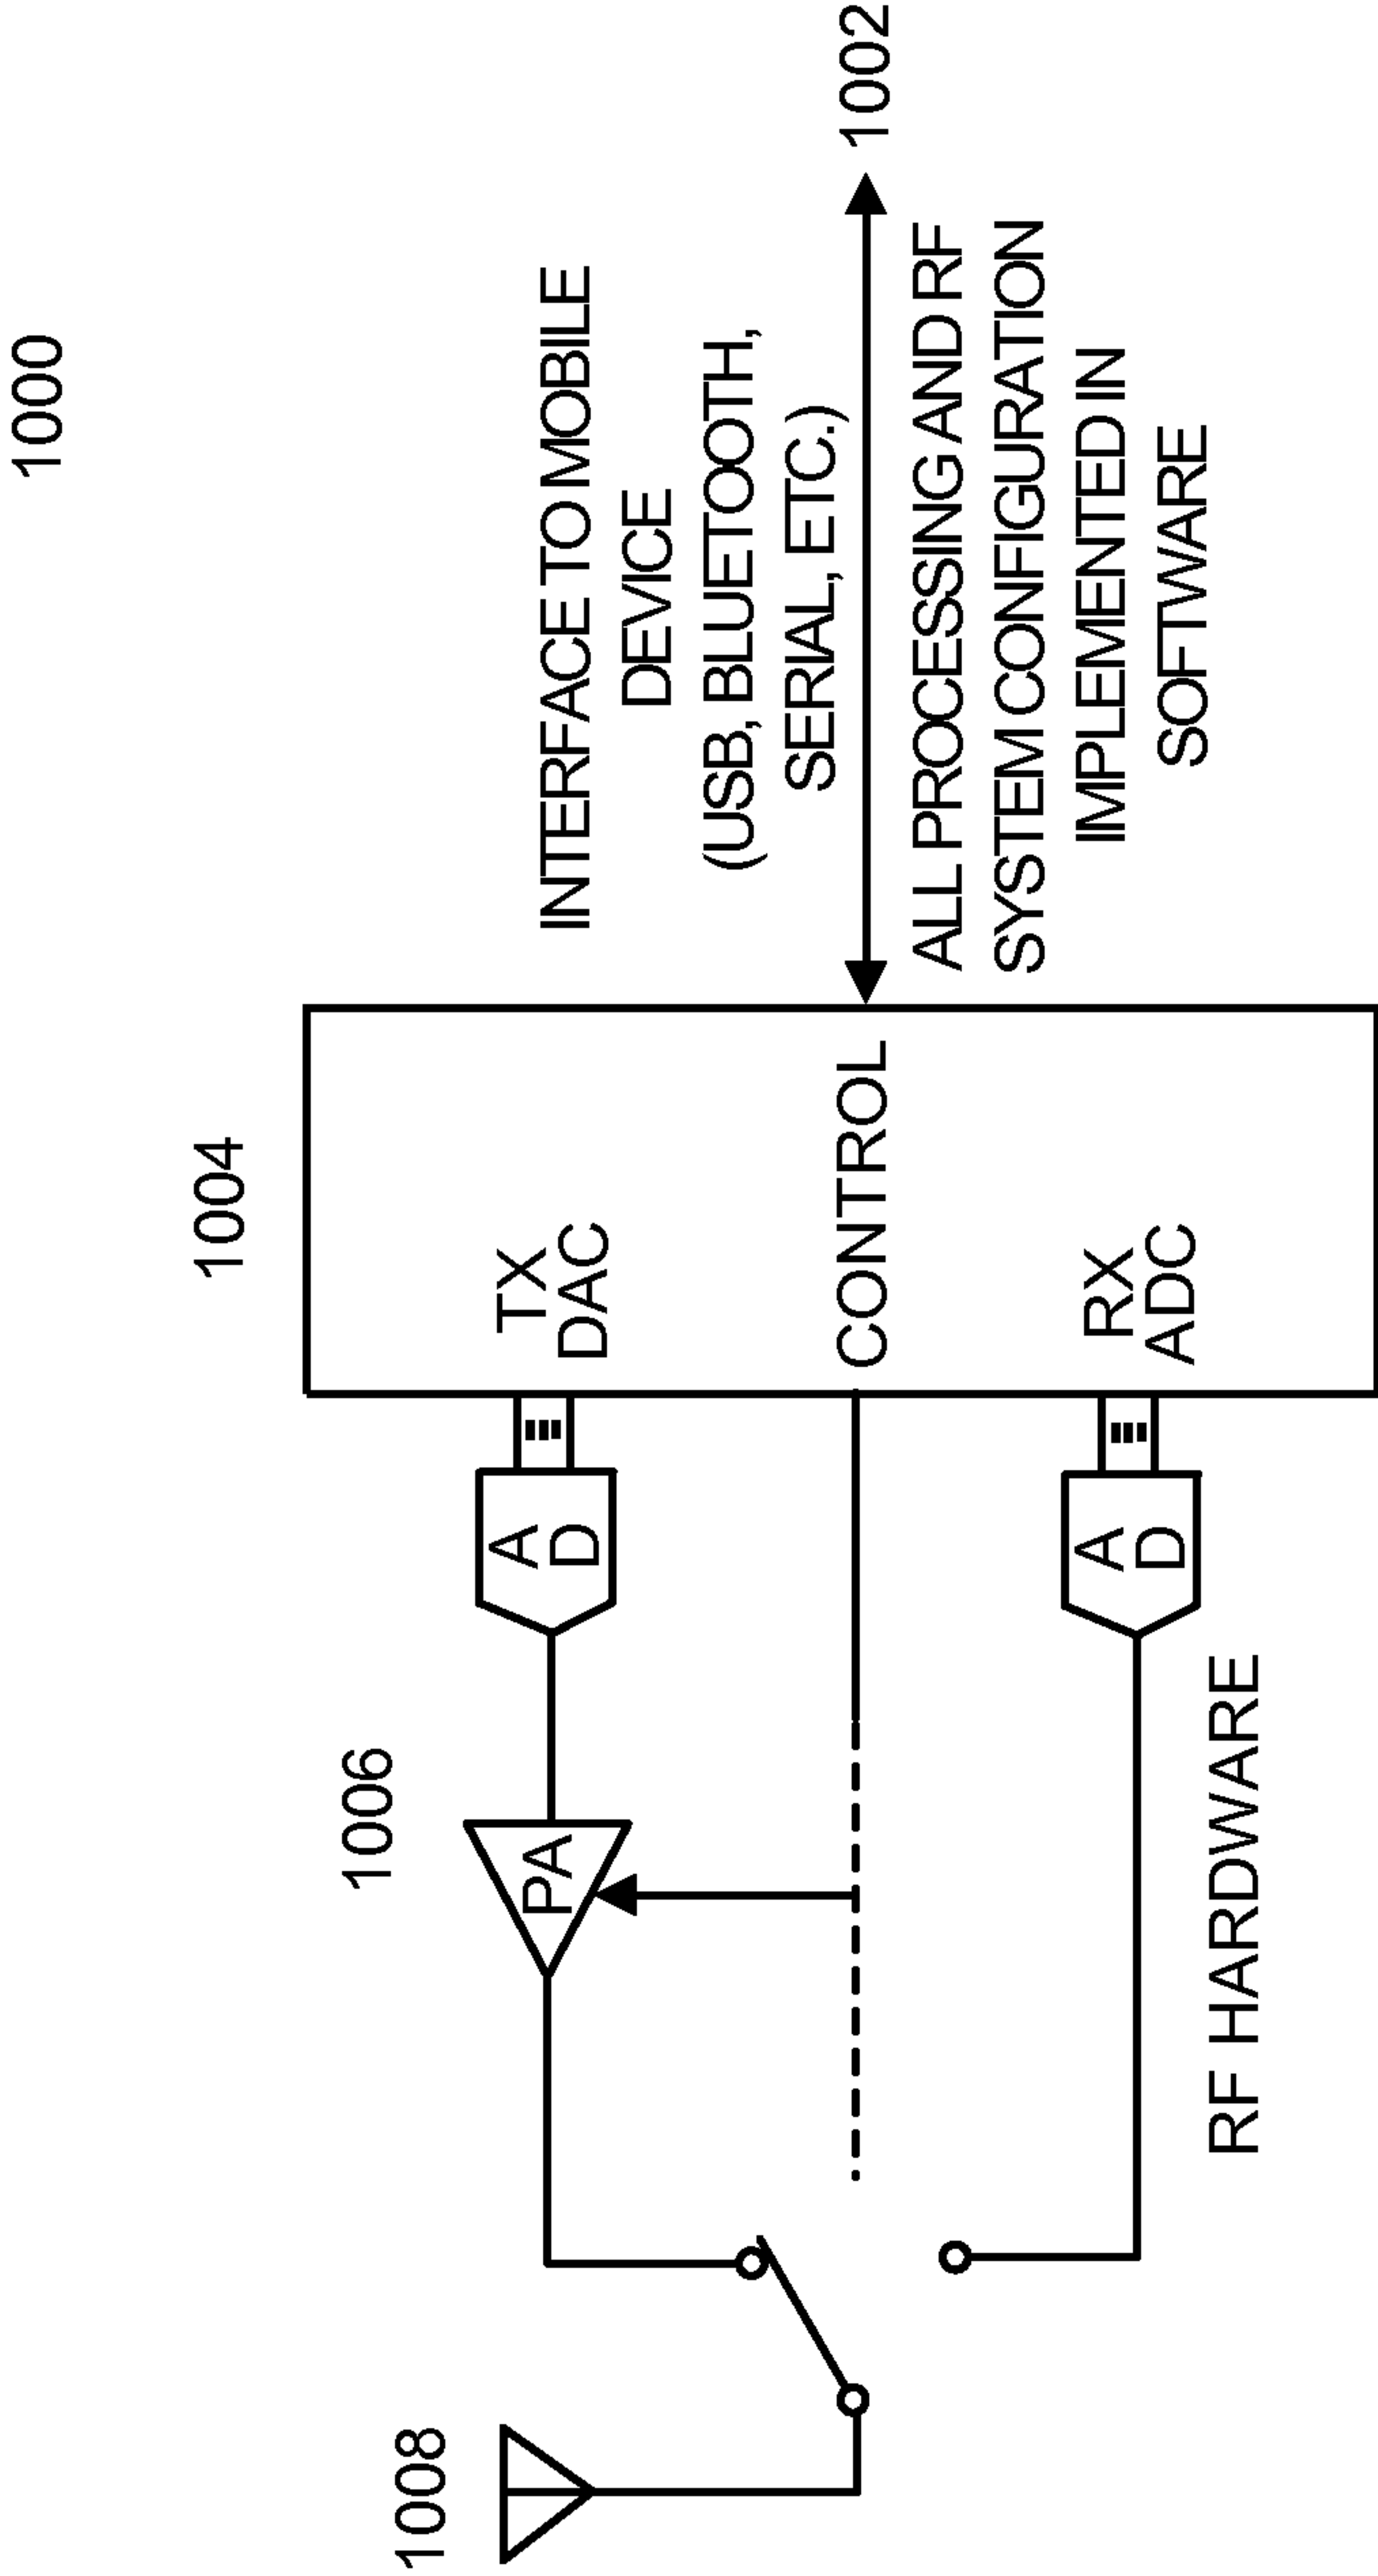 1000
1004
1006
1008
INTERFACE TO MOBILE
DEVICE
(USB, BLUETOOTH,
SERIAL, ETC.)
1002
ALL PROCESSING AND RF
SYSTEM CONFIGURATION
IMPLEMENTED IN
SOFTWARE
TX
DAC
CONTROL
RX
ADC
A
D
PA
A
D
RF HARDWARE